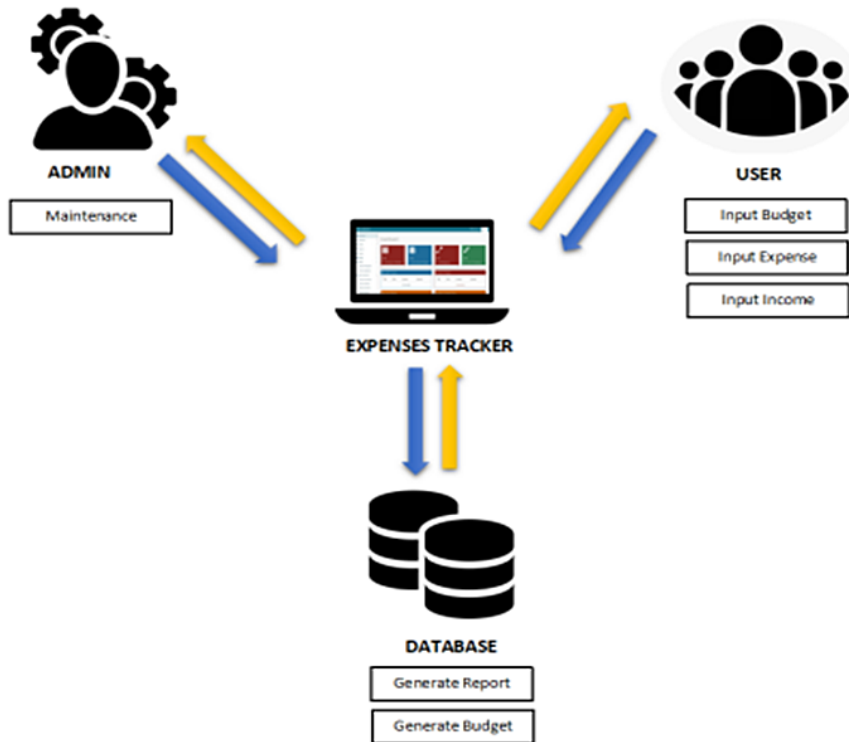 ADMIN
Maintenance
USER
Input Budget
Input Expense
Input Income
EXPENSES TRACKER
DATABASE
Generate Report
Generate Budget